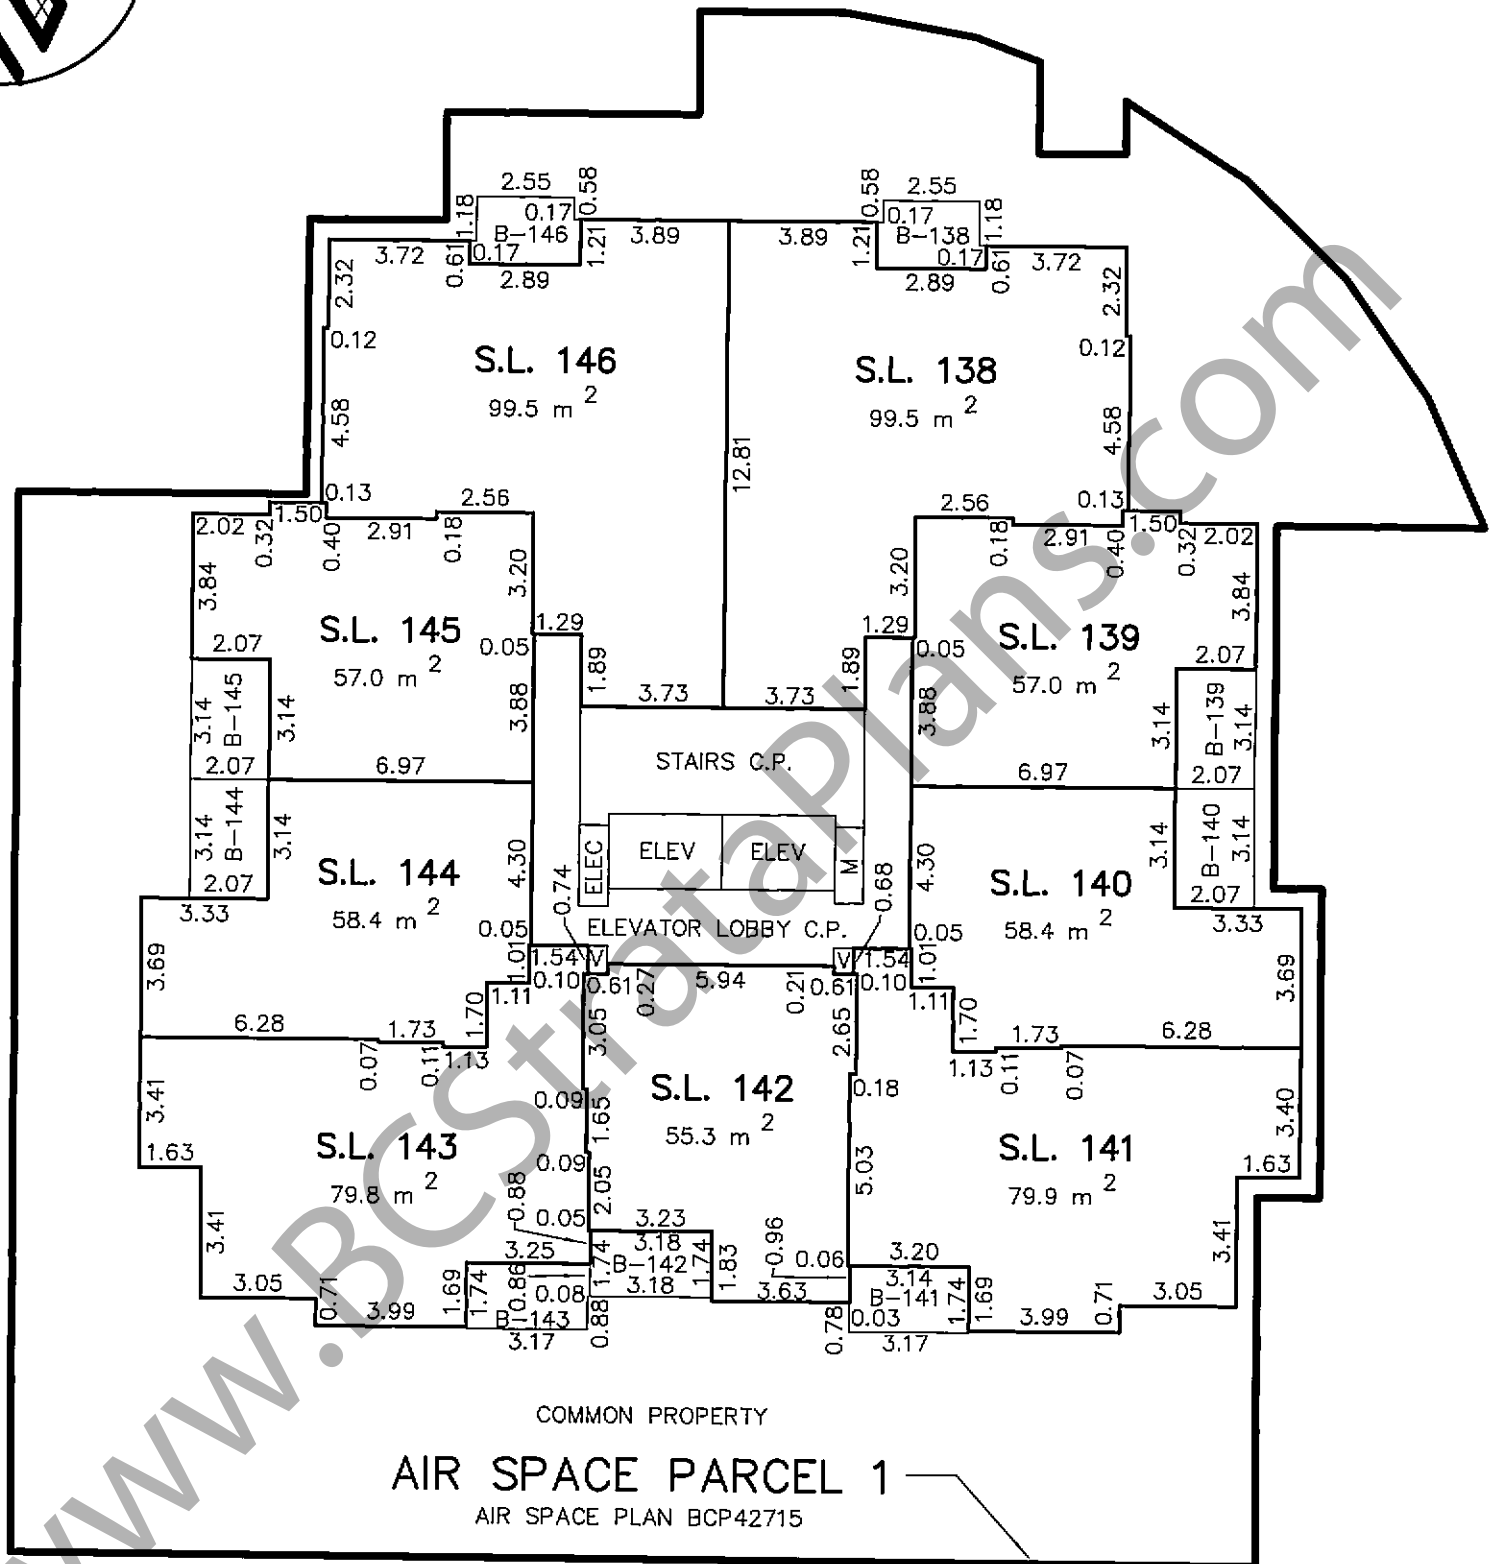 2.55 0.58 0.58 2.55
1.18 0.17 0.17 1.18
B-146 B-138
3.72 0.61 0.17 2.89 1.21 3.89 3.89 1.21 2.89 0.17 0.61 3.72
2.32 2.32
0.12 0.12
S.L. 146 S.L. 138
99.5 m 2 99.5 m 2
4.58 12.81 4.58
0.13 2.56 2.56 0.13
2.02 0.32 1.50 0.40 2.91 0.18 0.18 2.91 0.40 1.50 0.32 2.02
3.84 3.20 3.20 3.84
S.L. 145 1.29 1.29 S.L. 139
57.0 m 2 0.05 1.89 1.89 0.05 57.0 m 2
2.07 3.88 3.73 3.73 3.88 2.07
3.14 B-145 3.14 3.14 B-139 3.14
STAIRS C.P.
2.07 6.97 6.97 2.07
3.14 B-144 3.14 3.14 B-140 3.14
ELEC ELEV ELEV M
S.L. 144 4.30 0.74 0.68 4.30 S.L. 140
58.4 m 2 58.4 m 2
2.07 2.07
3.33 3.33
ELEVATOR LOBBY C.P.
0.05 0.05
3.69 1.01 1.54 V V 1.54 1.01 3.69
1.11 0.10 0.61 0.27 5.94 0.21 0.61 0.10 1.11
6.28 1.73 1.70 3.05 2.65 1.70 1.73 6.28
0.07 0.11 1.13 1.13 0.11 0.07
3.41 0.09 1.65 S.L. 142 0.18 3.40
55.3 m 2
S.L. 143 S.L. 141
79.8 m 2 79.9 m 2
1.63 0.09 2.05 5.03 1.63
0.88 0.05 3.23 0.96 0.06
3.41 3.25 3.18 3.20 3.41
1.69 1.74 0.86 1.74 B-142 1.74 1.83 3.14 1.74 1.69
3.05 0.71 3.99 0.08 3.18 3.63 B-141 3.99 0.71 3.05
B-143 0.88 0.78 0.03
3.17 3.17
COMMON PROPERTY
AIR SPACE PARCEL 1
AIR SPACE PLAN BCP42715
www.BCStrataPlans.com